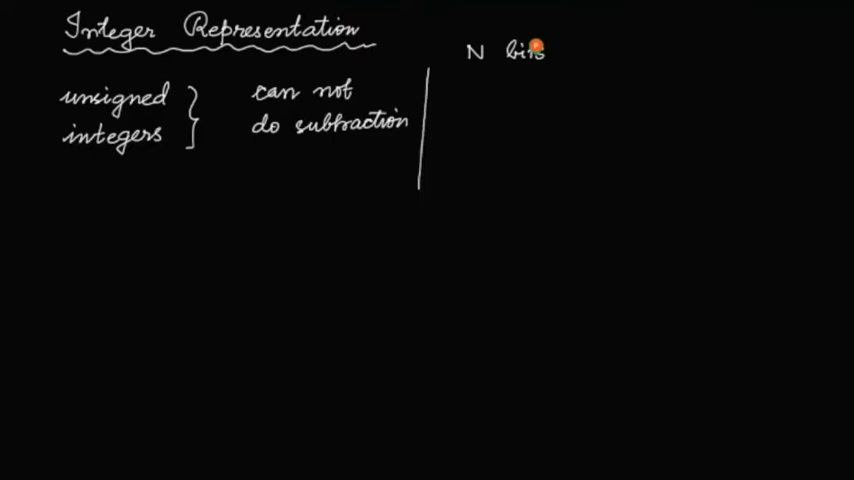 Integer Representation
N bits
unsigned
integers
can not
do subtraction